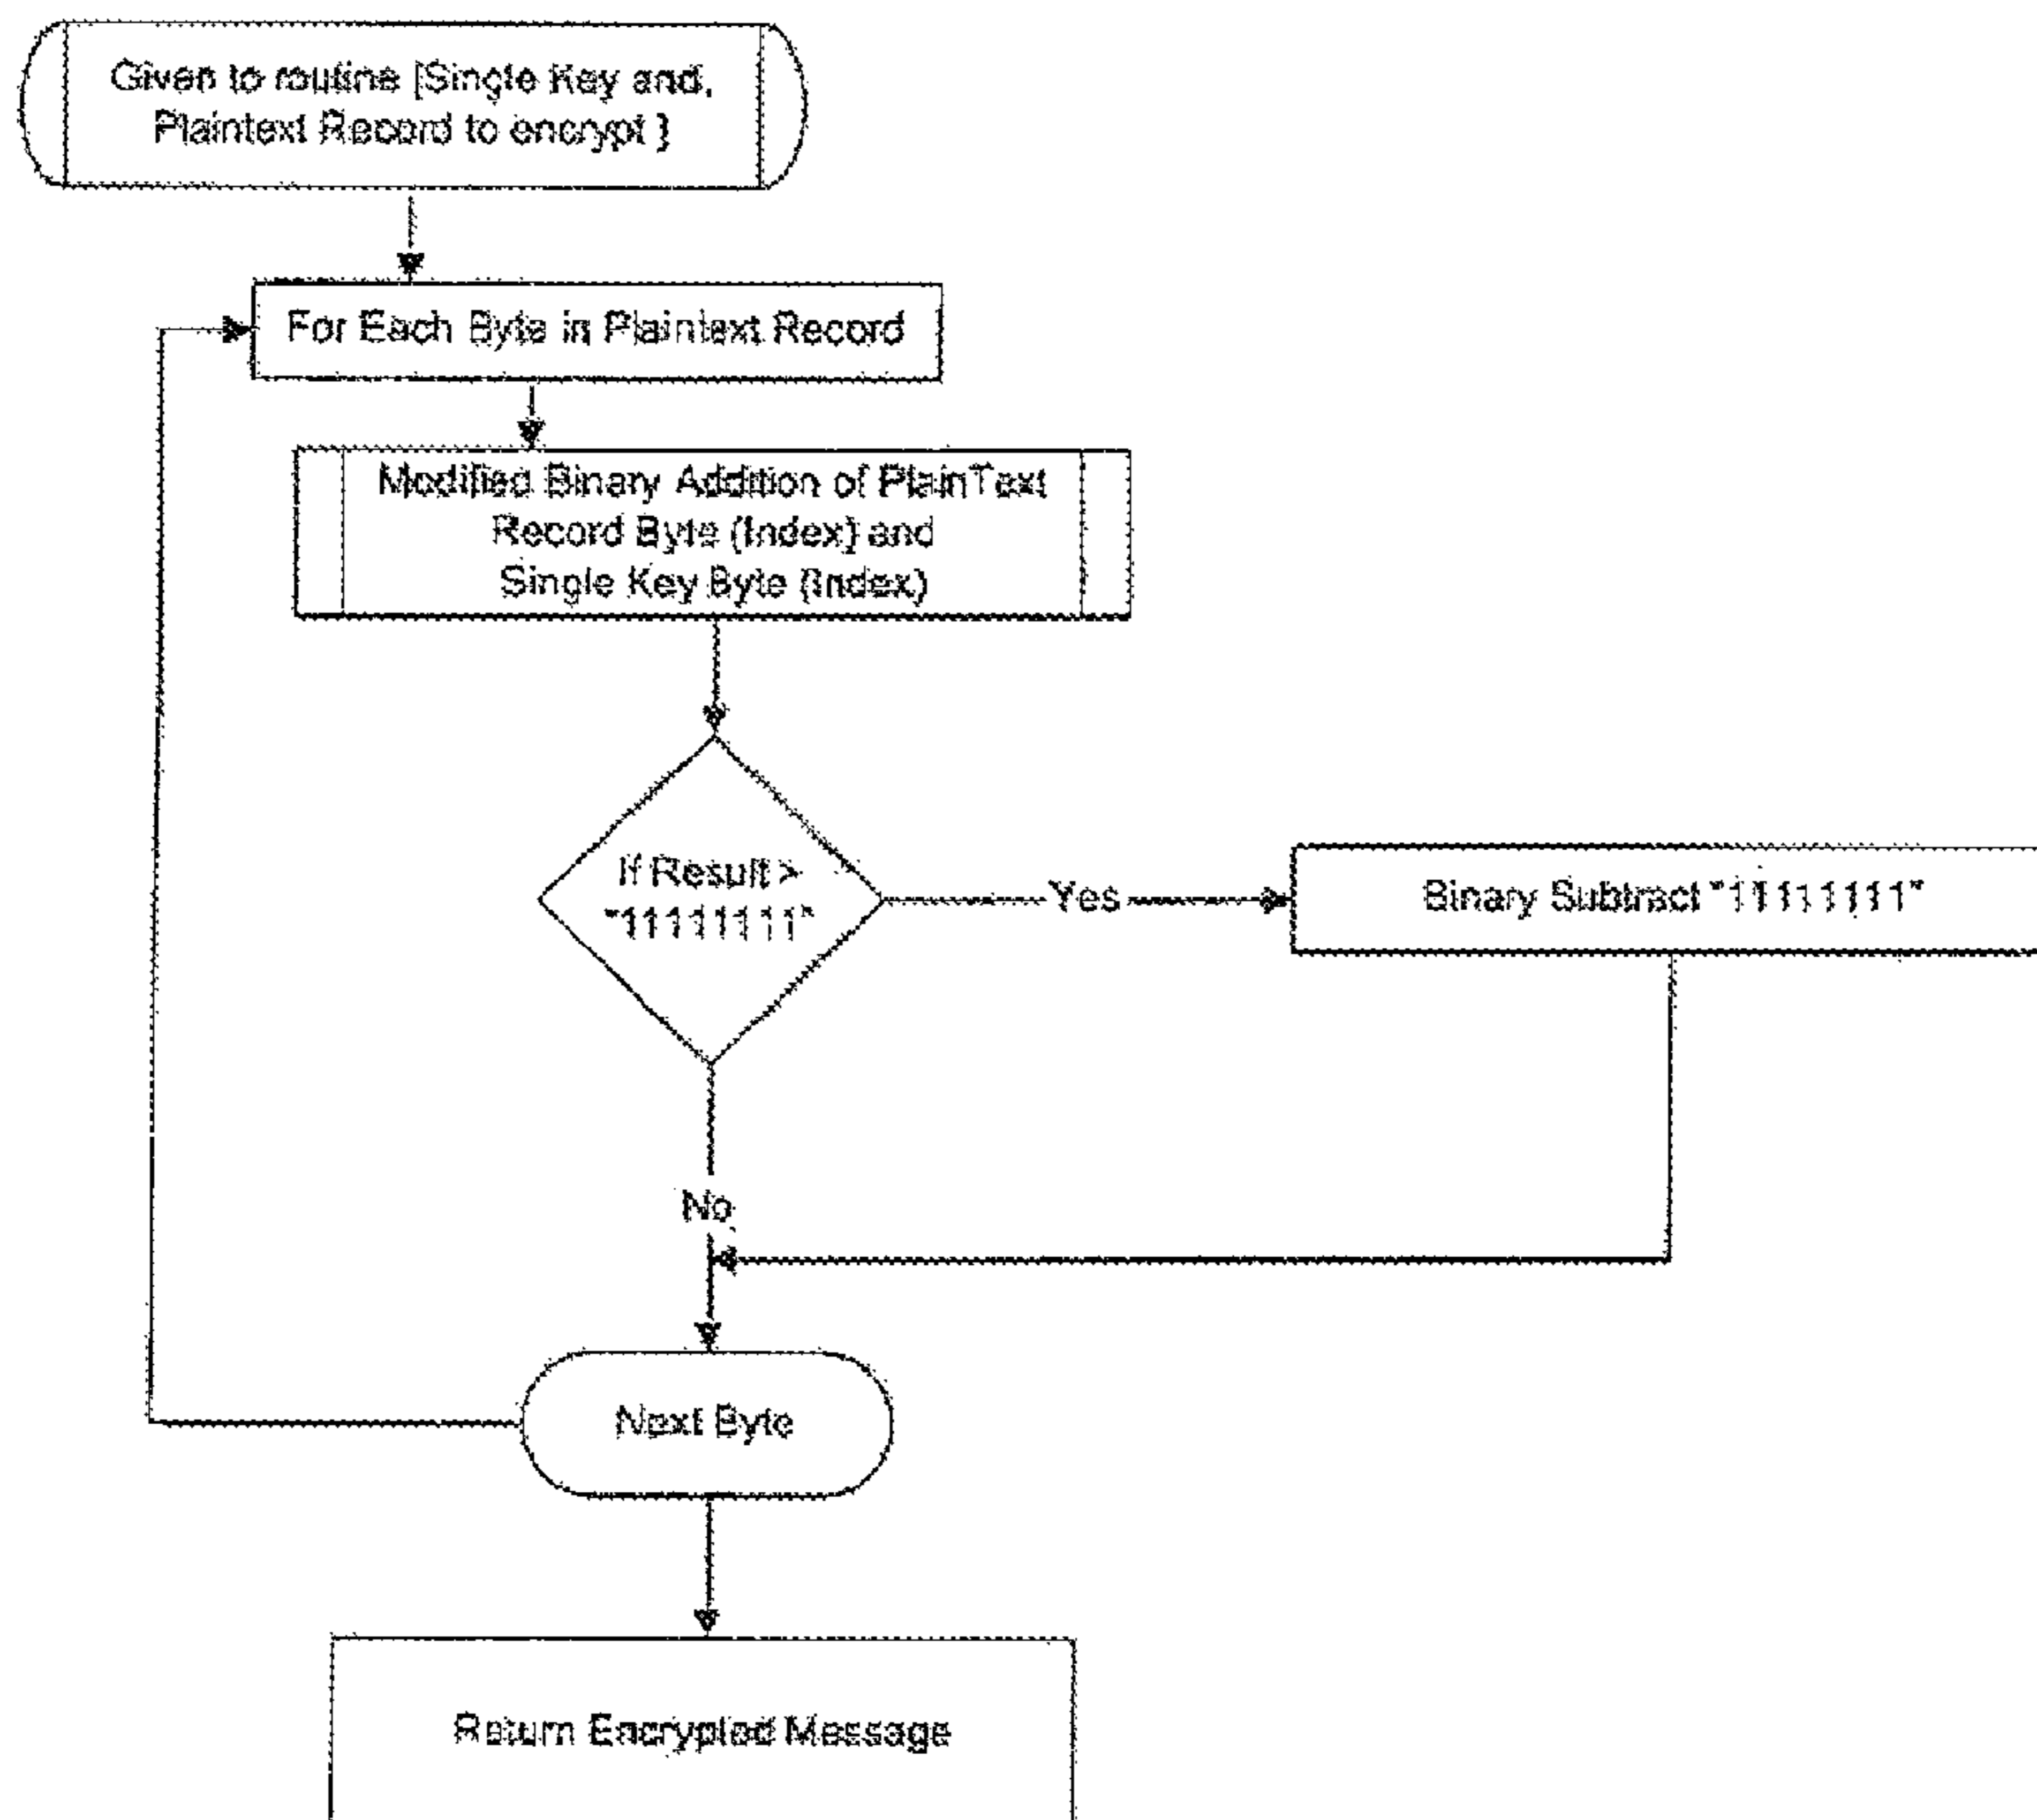 Given to routine [Single Key and,
Plaintext Record to encrypt }
For Each Byte in Plaintext Record
Modified Binary Addition of PlainText
Record Byte (Index) and
Single Key Byte (Index)
If Result >
"11111111"
Yes
Binary Subtract "11111111"
No
Next Byte
Return Encrypted Message